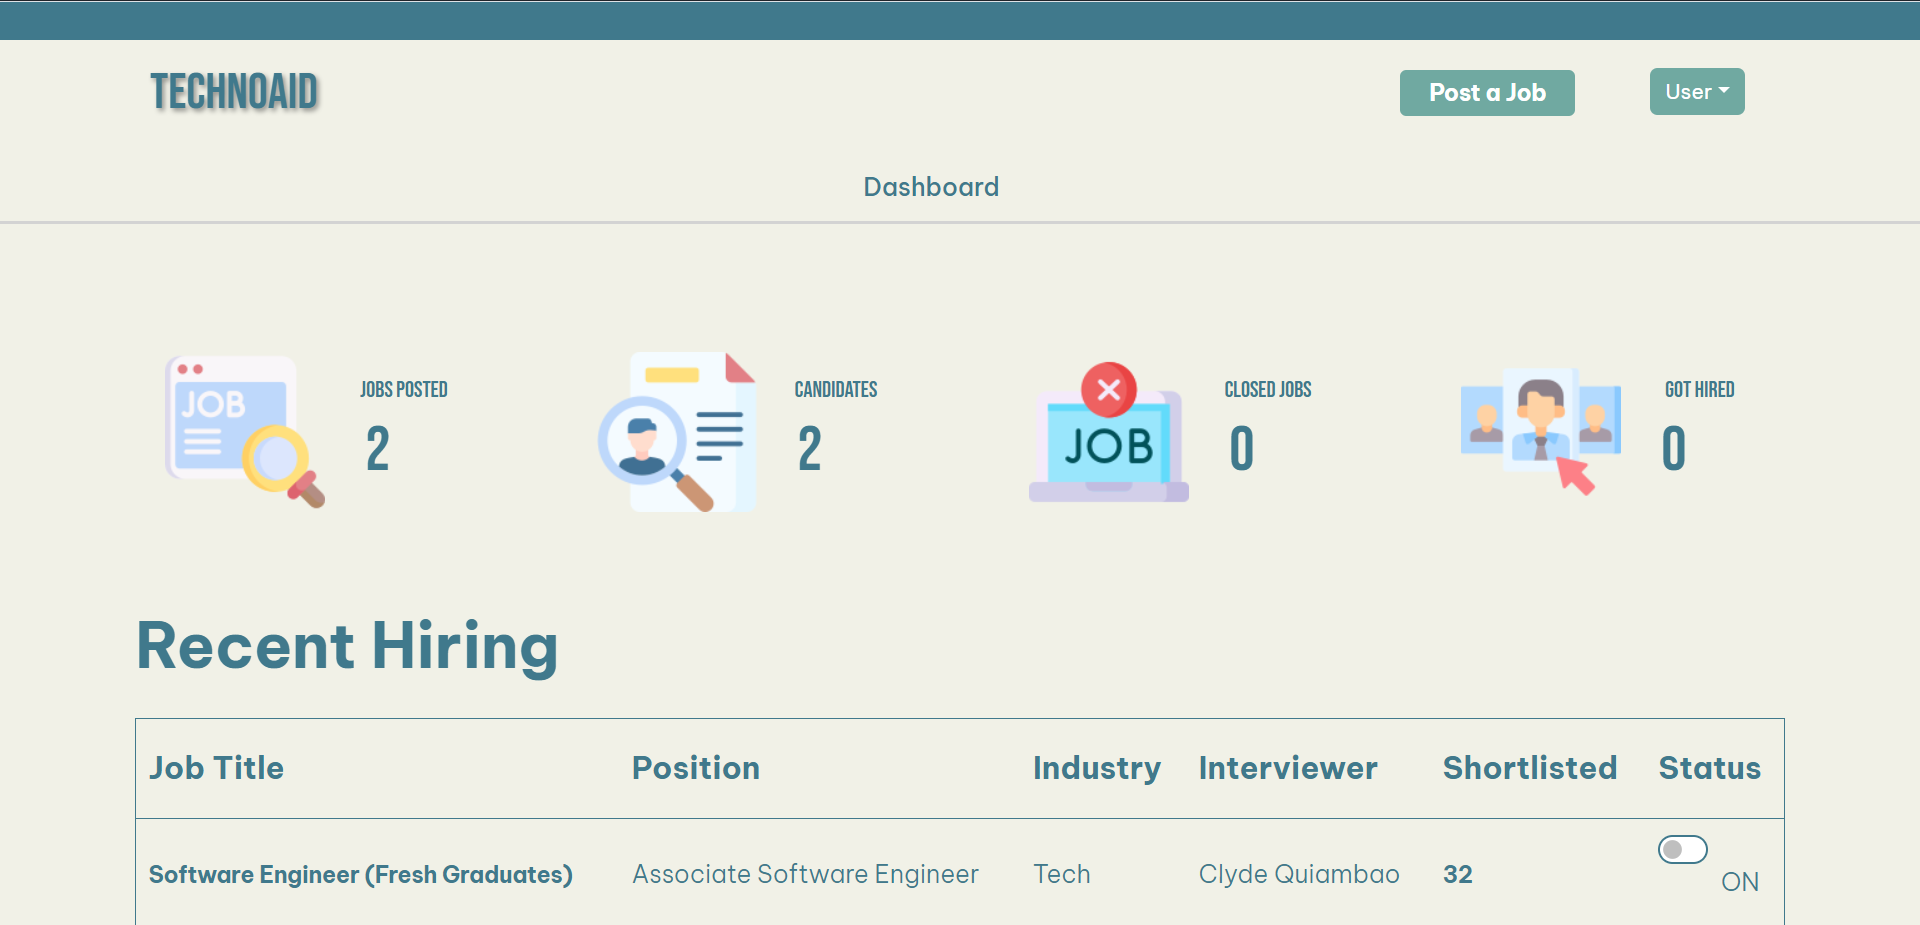 TECHNOAID
Post a Job
User
Dashboard
JOB
JOBS POSTED
2
CANDIDATES
2
JOB
CLOSED JOBS
0
GOT HIRED
0
Recent Hiring
Job Title Position Industry Interviewer Shortlisted Status
Software Engineer (Fresh Graduates) Associate Software Engineer Tech Clyde Quiambao 32 ON